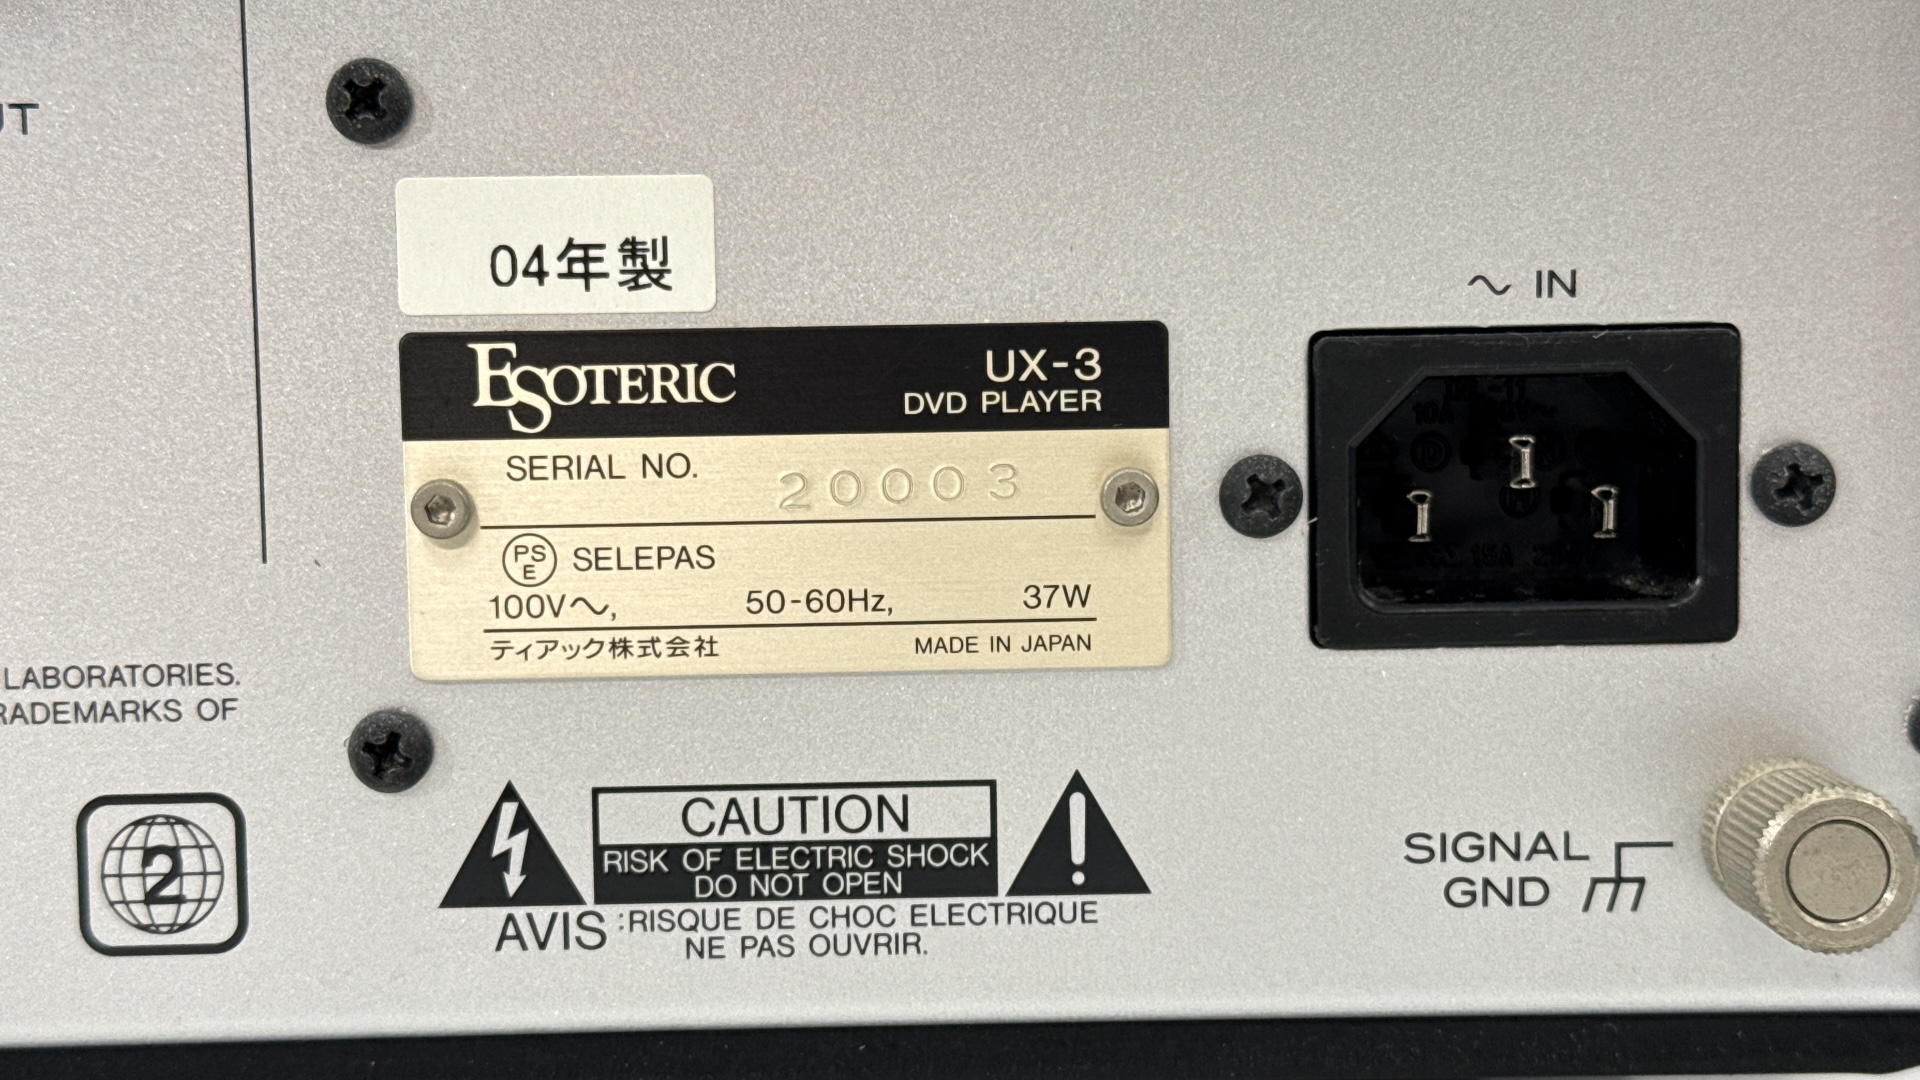 UT
04年製
ESOTERIC
UX-3
DVD PLAYER
SERIAL NO. 20003
PSE SELEPAS
100V～, 50-60Hz, 37W
ティアック株式会社 MADE IN JAPAN
～ IN
LABORATORIES.
RADEMARKS OF
2
CAUTION
RISK OF ELECTRIC SHOCK
DO NOT OPEN
AVIS :RISQUE DE CHOC ELECTRIQUE
NE PAS OUVRIR.
SIGNAL
GND